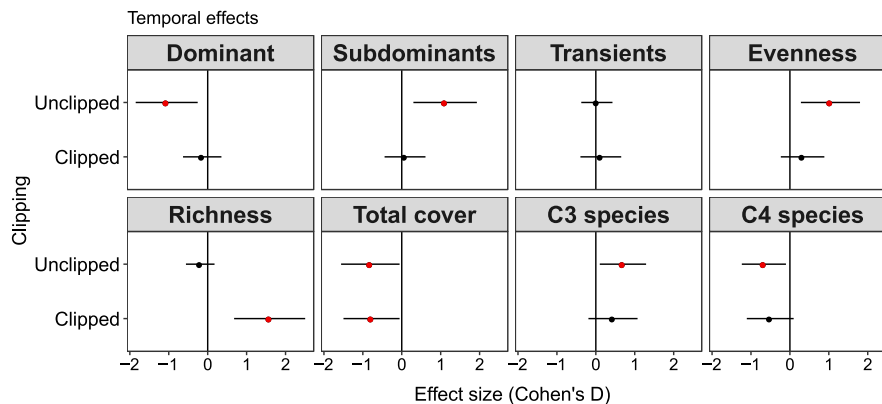 Temporal effects
Dominant Subdominants Transients Evenness
Unclipped
Clipped
Richness Total cover C3 species C4 species
Unclipped
Clipped
−2 −1 0 1 2 −2 −1 0 1 2 −2 −1 0 1 2 −2 −1 0 1 2
Effect size (Cohen's D)
Clipping